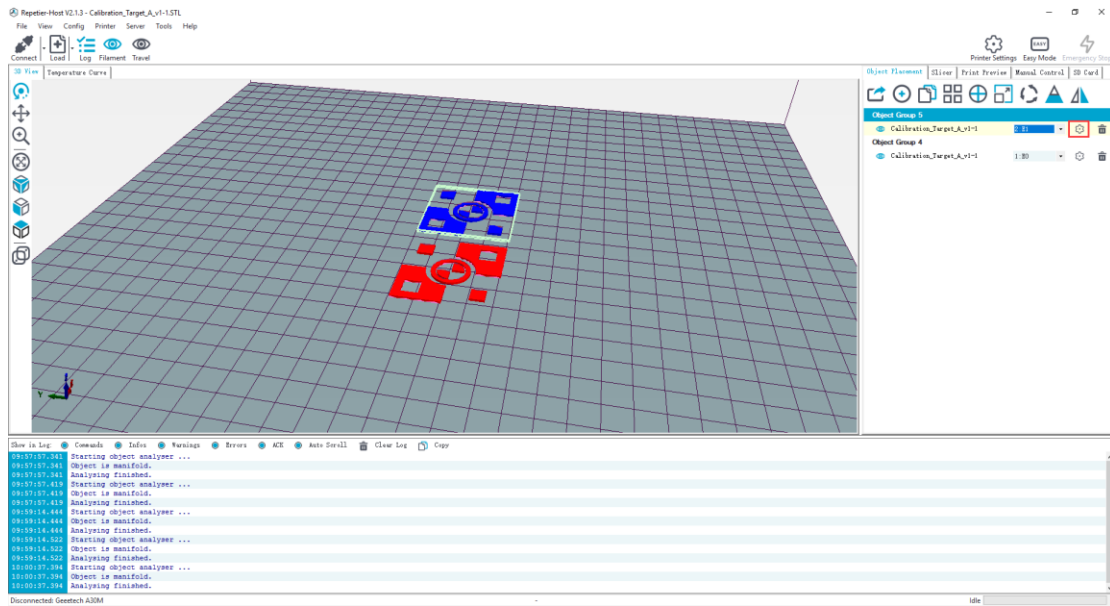 Repetier-Host V2.1.3 - Calibration_Target_A_v1-1.STL
File View Config Printer Server Tools Help
Connect Load Log Filament Travel Printer Settings EASY Easy Mode Emergency Stop
3D View Temperature Curve Object Placement Slicer Print Preview Manual Control SD Card
Object Group 5
Calibration_Target_A_v1-1 2:E1
Object Group 4
Calibration_Target_A_v1-1 1:E0
Y
Show in Log: Commands Infos Warnings Errors ACK Auto Scroll Clear Log Copy
09:57:57.341 Starting object analyser ...
09:57:57.341 Object is manifold.
09:57:57.341 Analysing finished.
09:57:57.419 Starting object analyser ...
09:57:57.419 Object is manifold.
09:57:57.419 Analysing finished.
09:59:14.444 Starting object analyser ...
09:59:14.444 Object is manifold.
09:59:14.444 Analysing finished.
09:59:14.522 Starting object analyser ...
09:59:14.522 Object is manifold.
09:59:14.522 Analysing finished.
10:00:37.394 Starting object analyser ...
10:00:37.394 Object is manifold.
10:00:37.394 Analysing finished.
Disconnected: Geeetech A30M - Idle